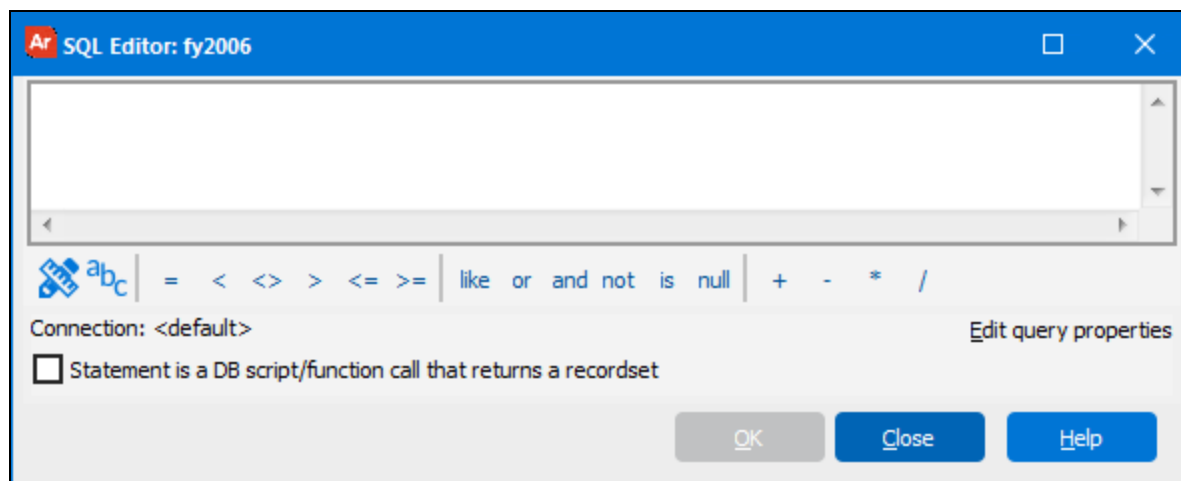 Ar SQL Editor: fy2006
abc = < <> > <= >= like or and not is null + - * /
Connection: <default> Edit query properties
Statement is a DB script/function call that returns a recordset
OK Close Help